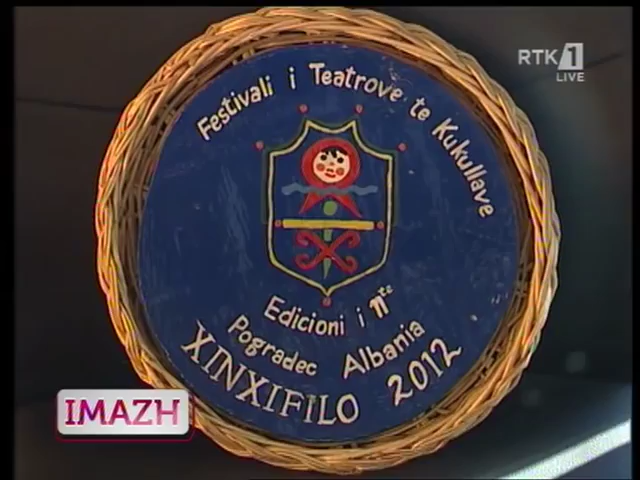 RTK 1
LIVE
Festivali i Teatrove te Kukullave
Edicioni i 11te
Pogradec Albania
XINXIFILO 2012
IMAZH